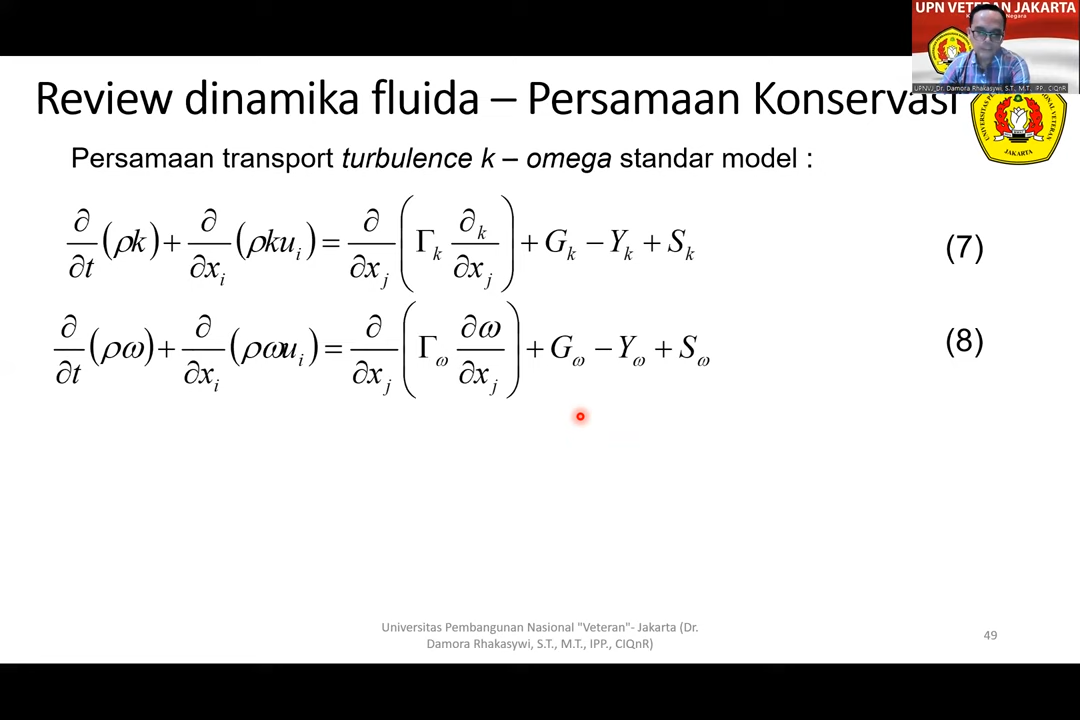 UPN VETERAN JAKARTA
UPNVJ_Dr. Damora Rhakasywi, S.T., M.T., IPP., CIQnR
Review dinamika fluida – Persamaan Konservasi
JAKARTA
Persamaan transport turbulence k – omega standar model :
∂/∂t (ρk) + ∂/∂x_i (ρku_i) = ∂/∂x_j (Γ_k ∂_k/∂x_j) + G_k − Y_k + S_k (7)
∂/∂t (ρω) + ∂/∂x_i (ρωu_i) = ∂/∂x_j (Γ_ω ∂ω/∂x_j) + G_ω − Y_ω + S_ω (8)
Universitas Pembangunan Nasional "Veteran"- Jakarta (Dr.
Damora Rhakasywi, S.T., M.T., IPP., CIQnR)
49